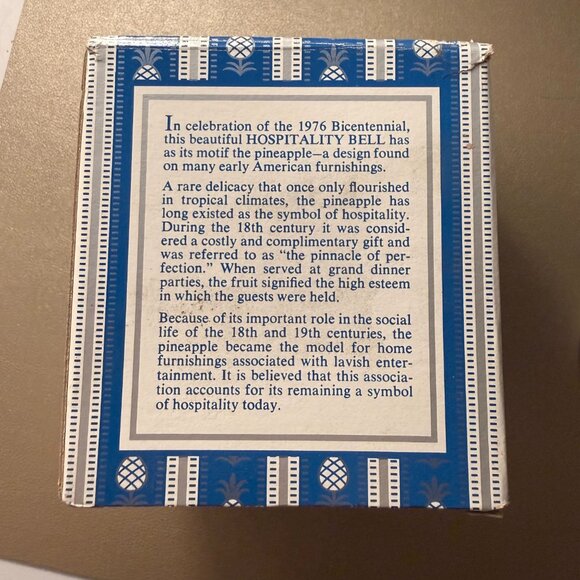 In celebration of the 1976 Bicentennial,
this beautiful HOSPITALITY BELL has
as its motif the pineapple—a design found
on many early American furnishings.
A rare delicacy that once only flourished
in tropical climates, the pineapple has
long existed as the symbol of hospitality.
During the 18th century it was consid-
ered a costly and complimentary gift and
was referred to as “the pinnacle of per-
fection.” When served at grand dinner
parties, the fruit signified the high esteem
in which the guests were held.
Because of its important role in the social
life of the 18th and 19th centuries, the
pineapple became the model for home
furnishings associated with lavish enter-
tainment. It is believed that this associa-
tion accounts for its remaining a symbol
of hospitality today.